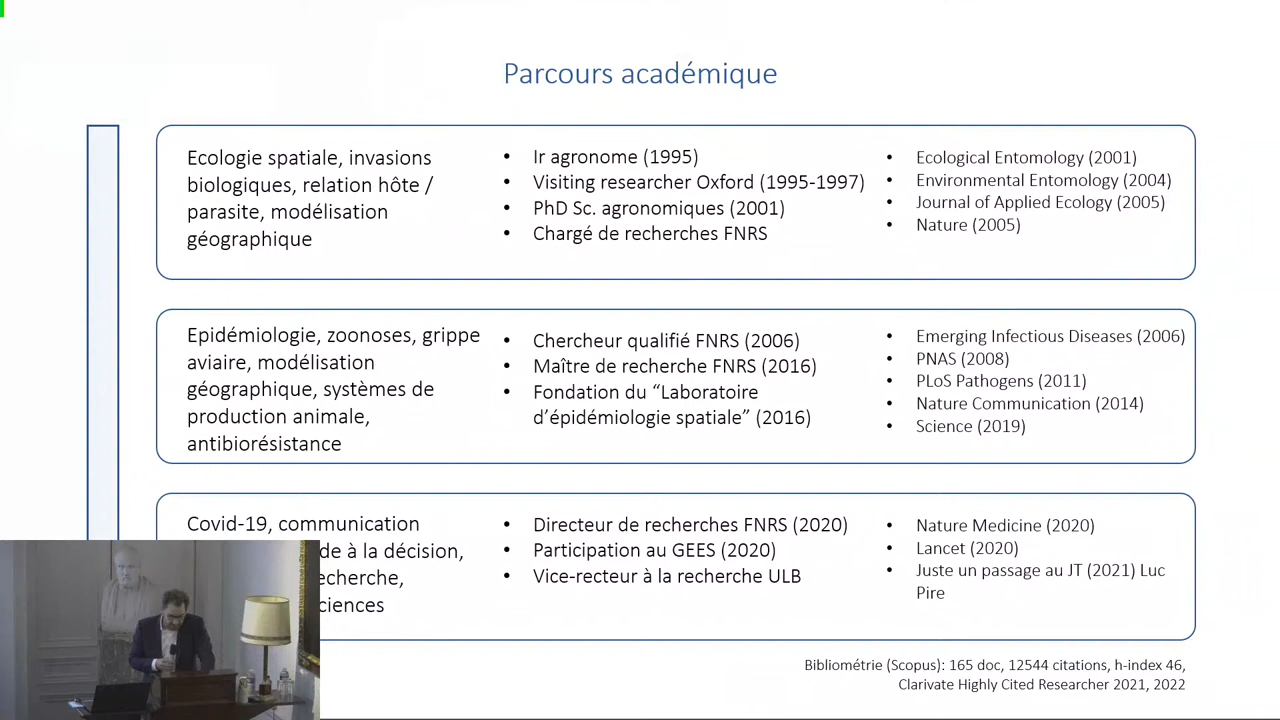 Parcours académique
Ecologie spatiale, invasions
biologiques, relation hôte /
parasite, modélisation
géographique
• Ir agronome (1995)
• Visiting researcher Oxford (1995-1997)
• PhD Sc. agronomiques (2001)
• Chargé de recherches FNRS
• Ecological Entomology (2001)
• Environmental Entomology (2004)
• Journal of Applied Ecology (2005)
• Nature (2005)
Epidémiologie, zoonoses, grippe
aviaire, modélisation
géographique, systèmes de
production animale,
antibiorésistance
• Chercheur qualifié FNRS (2006)
• Maître de recherche FNRS (2016)
• Fondation du “Laboratoire
d’épidémiologie spatiale” (2016)
• Emerging Infectious Diseases (2006)
• PNAS (2008)
• PLoS Pathogens (2011)
• Nature Communication (2014)
• Science (2019)
Covid-19, communication
de à la décision,
echerche,
ciences
• Directeur de recherches FNRS (2020)
• Participation au GEES (2020)
• Vice-recteur à la recherche ULB
• Nature Medicine (2020)
• Lancet (2020)
• Juste un passage au JT (2021) Luc
Pire
Bibliométrie (Scopus): 165 doc, 12544 citations, h-index 46,
Clarivate Highly Cited Researcher 2021, 2022